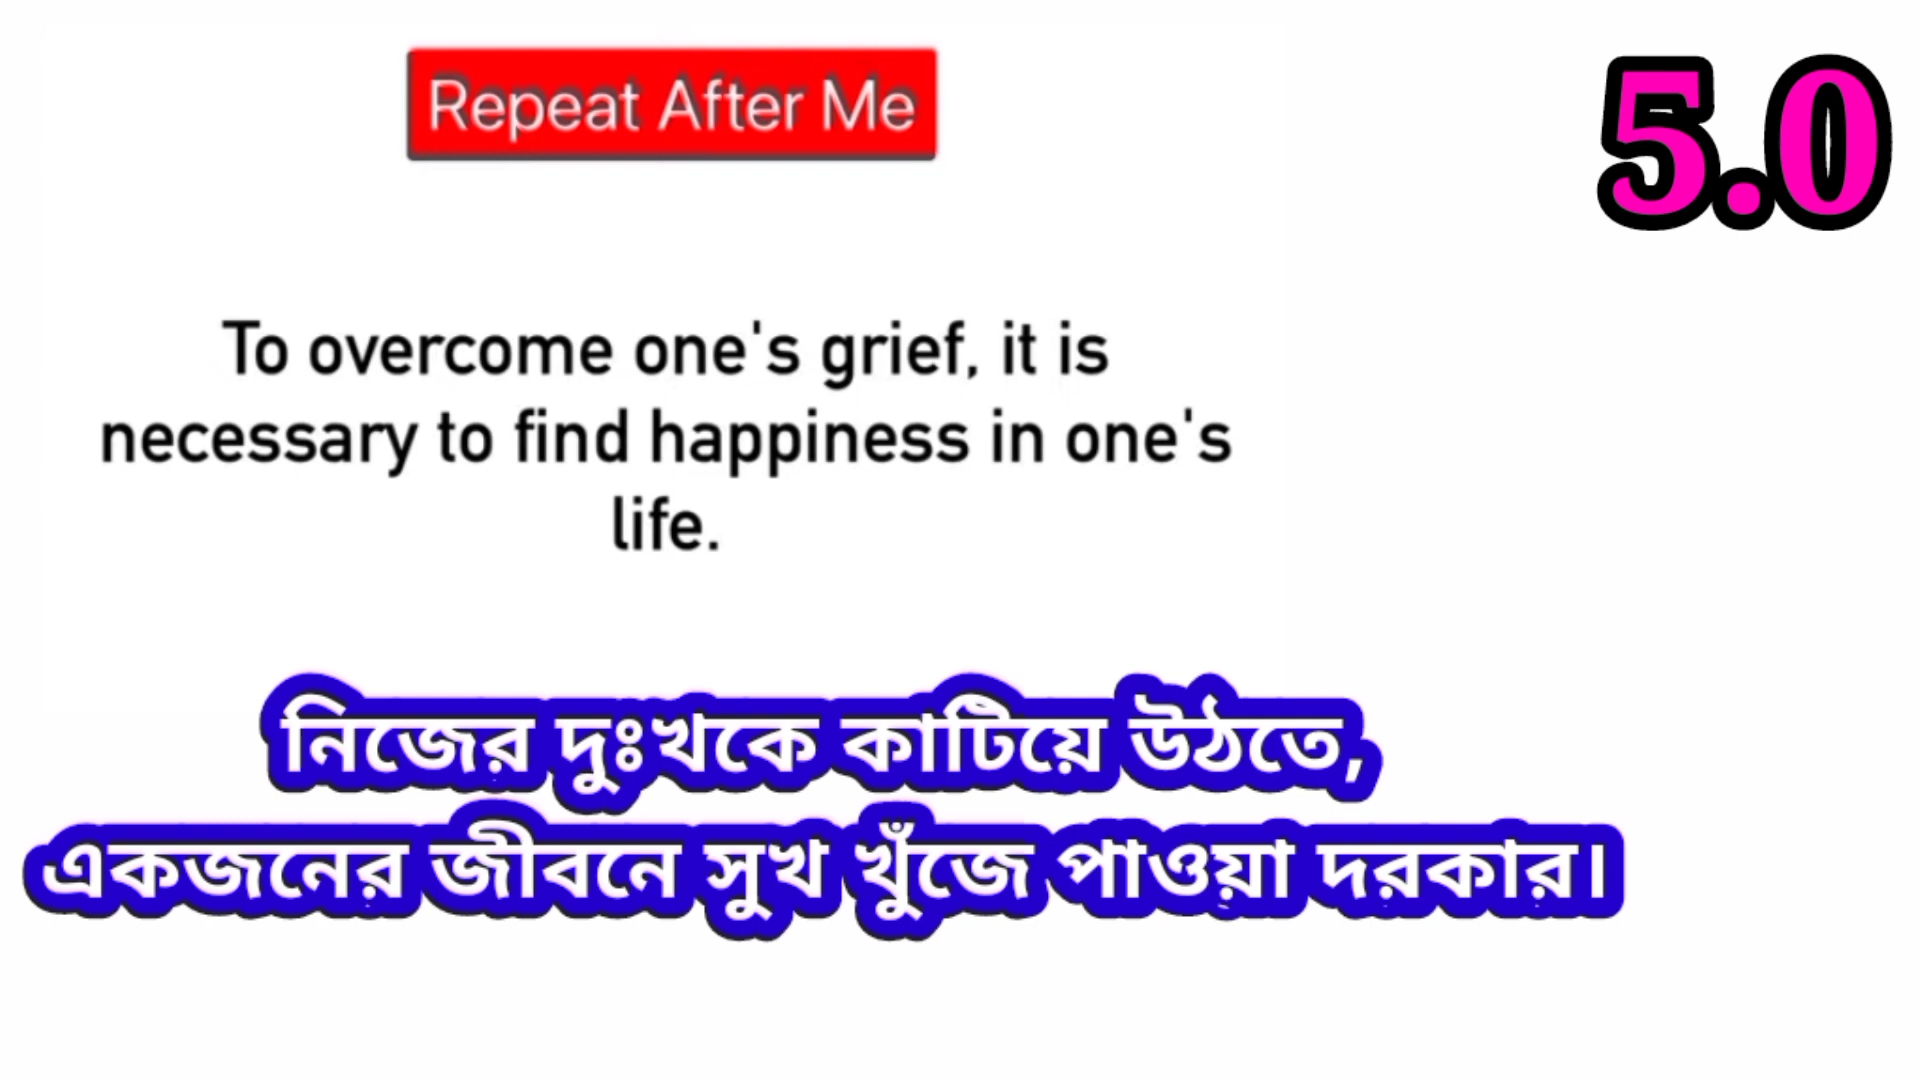 Repeat After Me
5.0
To overcome one's grief, it is
necessary to find happiness in one's
life.
নিজের দুঃখকে কাটিয়ে উঠতে,
একজনের জীবনে সুখ খুঁজে পাওয়া দরকার।